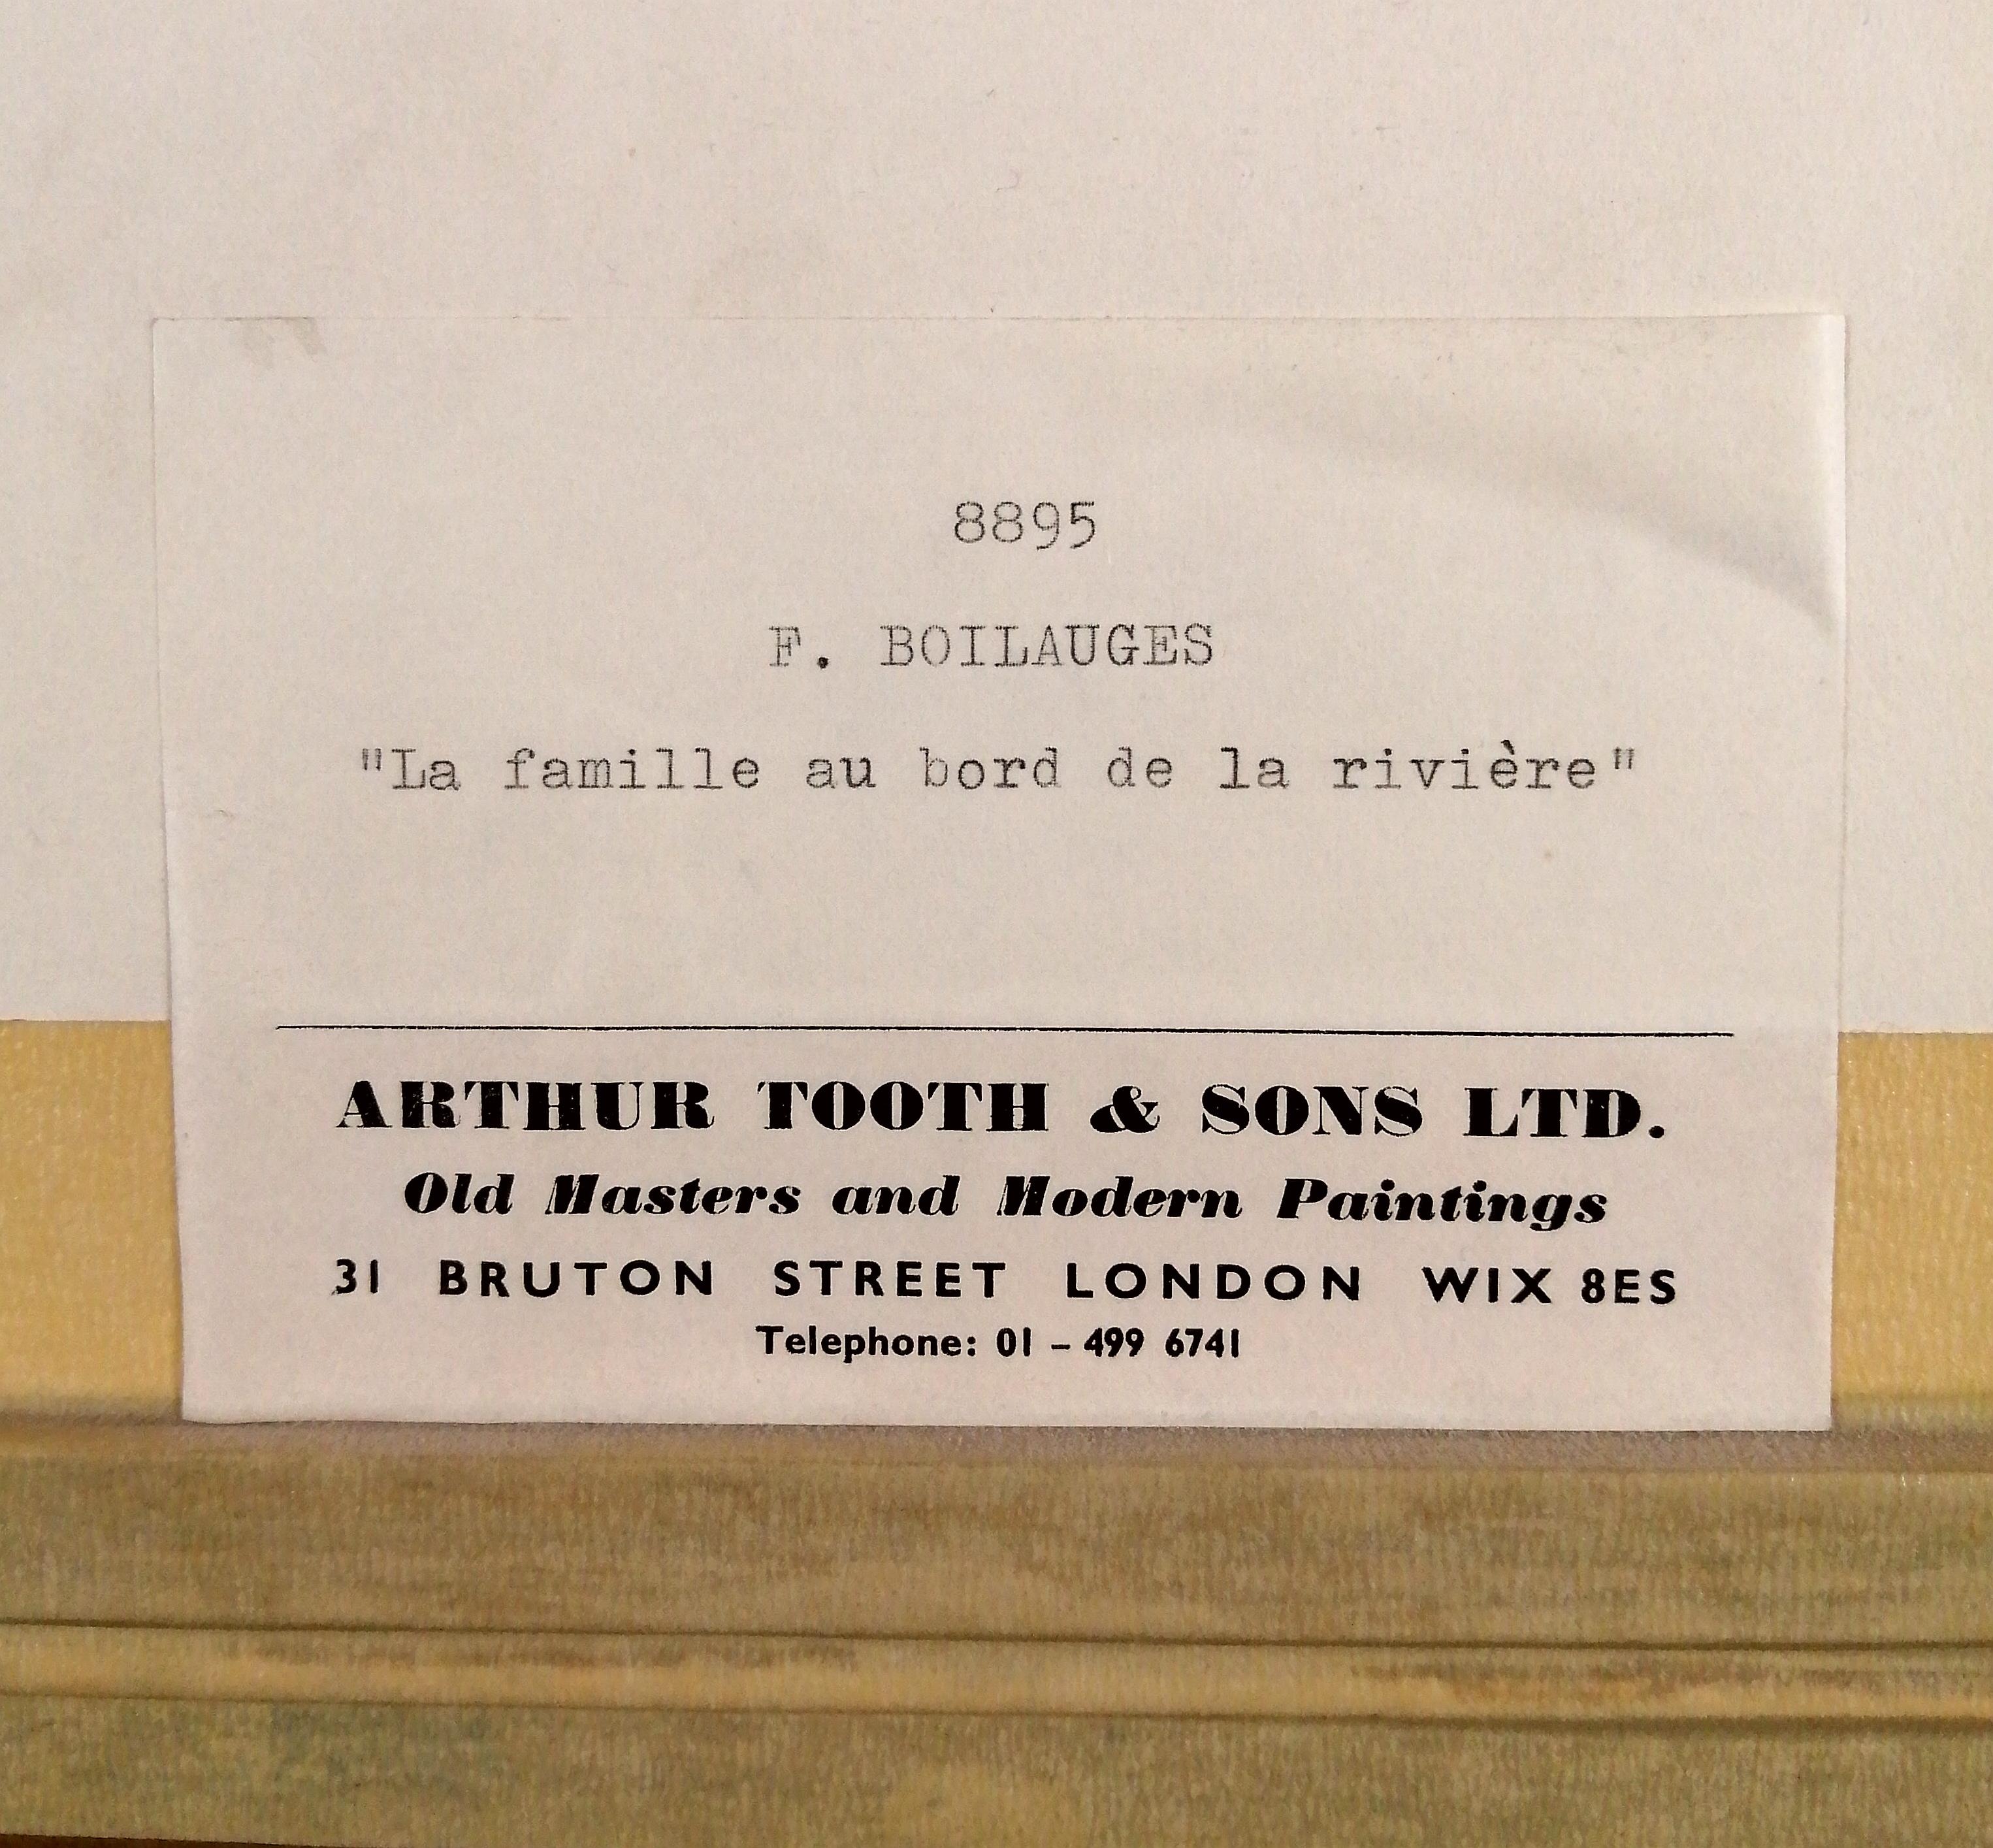 8895
F. BOILAUGES
"La famille au bord de la rivière"
ARTHUR TOOTH & SONS LTD.
Old Masters and Modern Paintings
31 BRUTON STREET LONDON WIX 8ES
Telephone: 01 – 499 6741